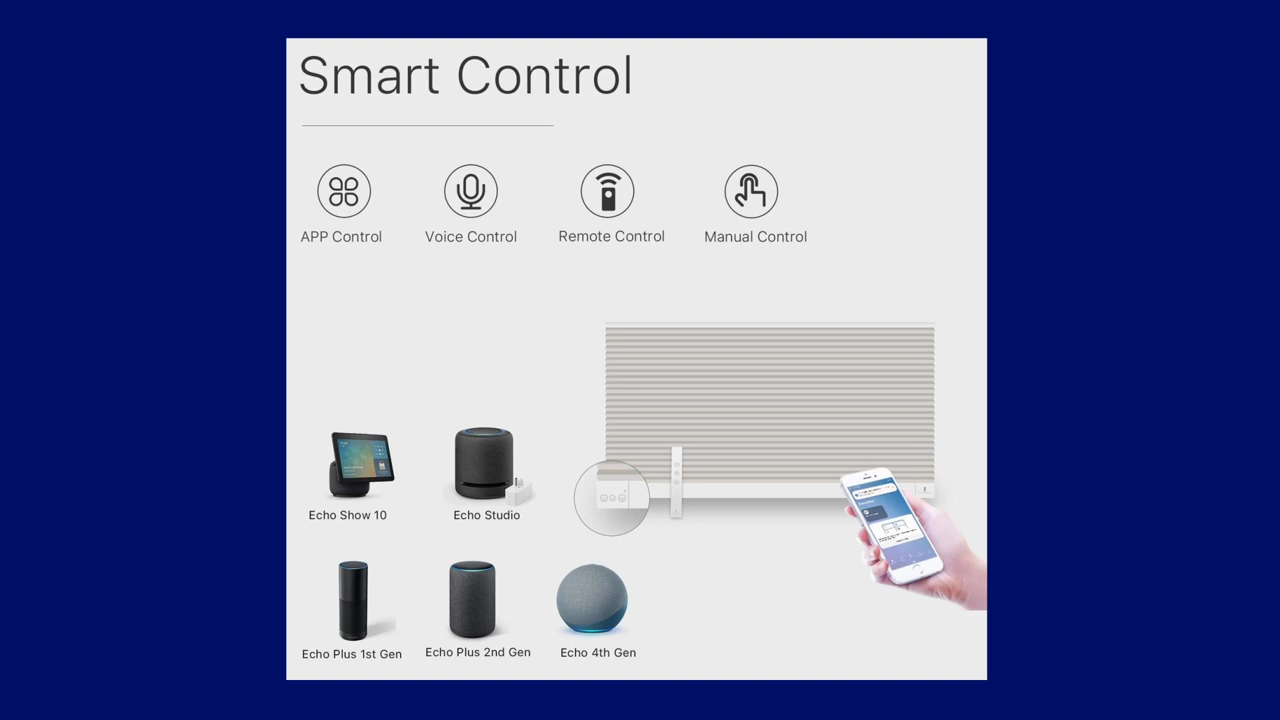 Smart Control
APP Control
Voice Control
Remote Control
Manual Control
Echo Show 10
Echo Studio
Echo Plus 1st Gen
Echo Plus 2nd Gen
Echo 4th Gen